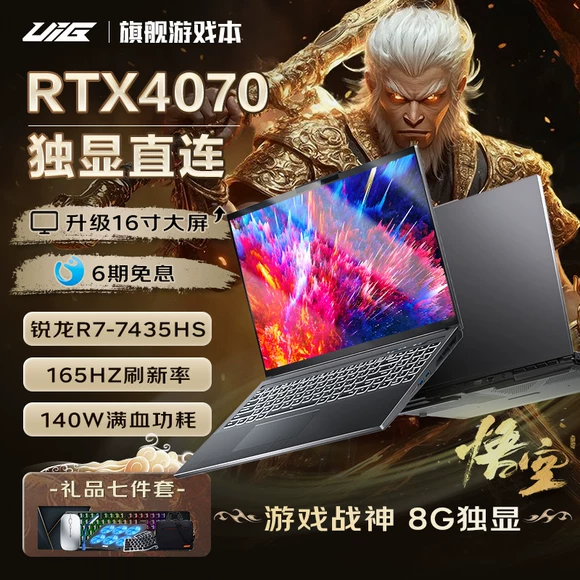 UIG 旗舰游戏本
RTX4070
独显直连
升级16寸大屏
6期免息
锐龙R7-7435HS
165HZ刷新率
140W满血功耗
-礼品七件套-
悟空
游戏战神 8G独显